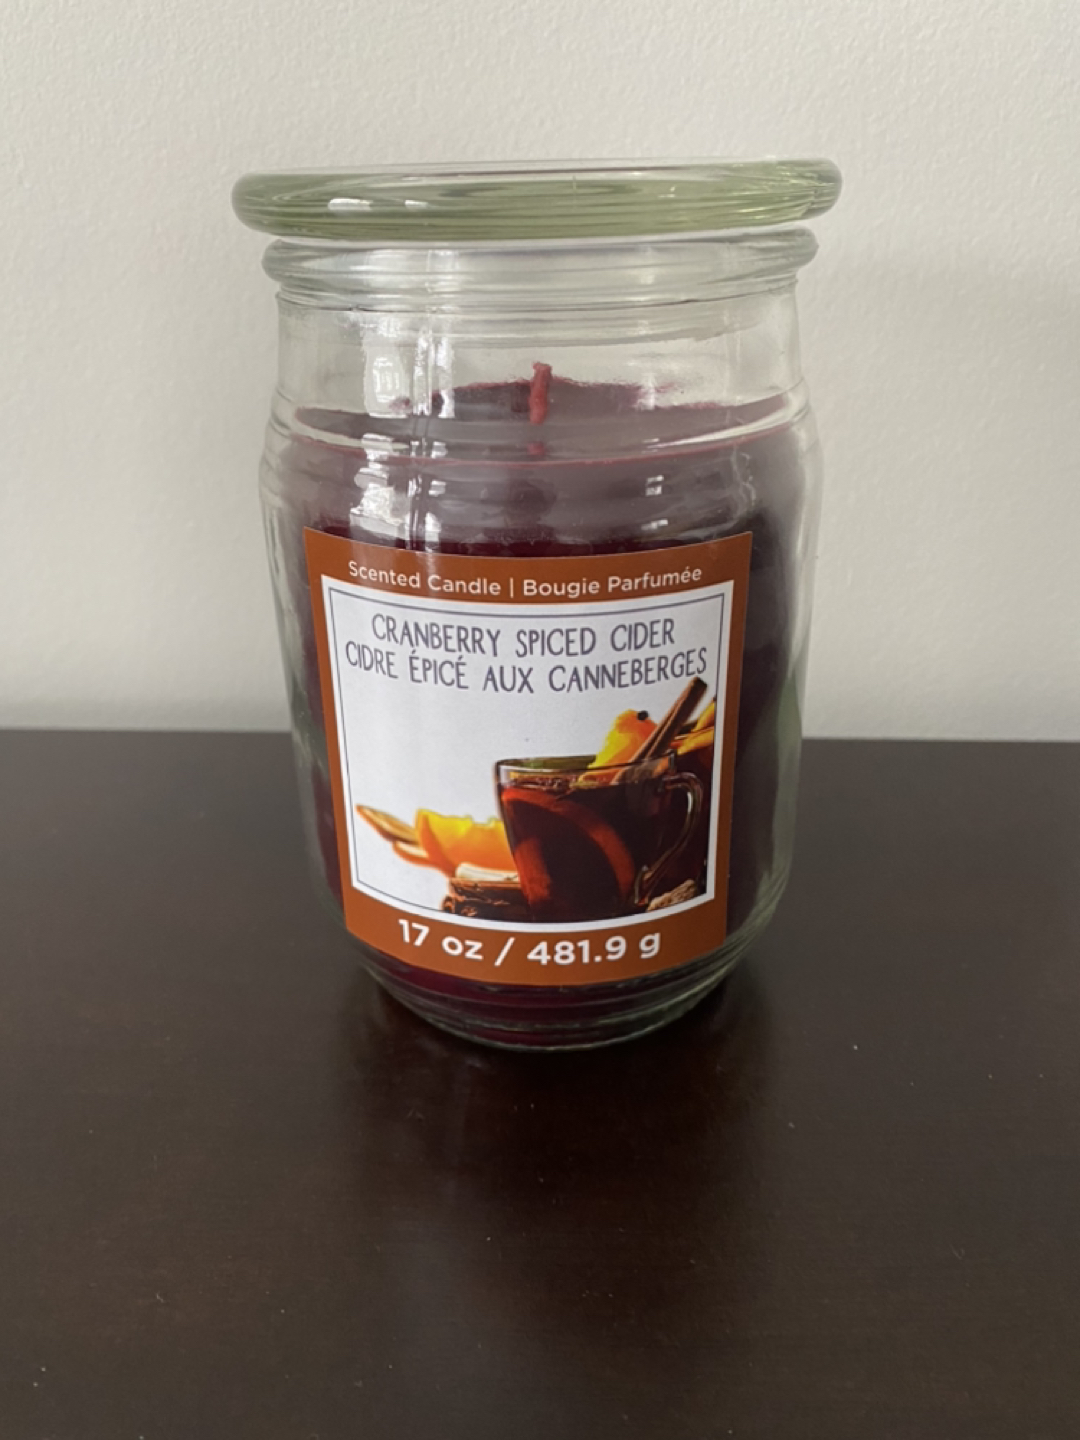 Scented Candle | Bougie Parfumée
CRANBERRY SPICED CIDER
CIDRE ÉPICÉ AUX CANNEBERGES
17 oz / 481.9 g